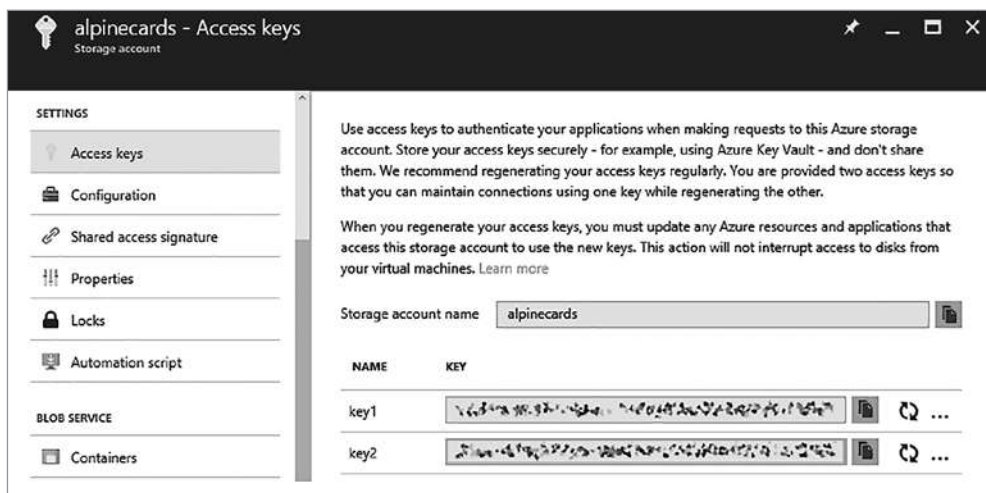 alpinecards - Access keys
Storage account
SETTINGS
Access keys
Configuration
Shared access signature
Properties
Locks
Automation script
BLOB SERVICE
Containers
Use access keys to authenticate your applications when making requests to this Azure storage
account. Store your access keys securely - for example, using Azure Key Vault - and don't share
them. We recommend regenerating your access keys regularly. You are provided two access keys so
that you can maintain connections using one key while regenerating the other.
When you regenerate your access keys, you must update any Azure resources and applications that
access this storage account to use the new keys. This action will not interrupt access to disks from
your virtual machines. Learn more
Storage account name alpinecards
NAME KEY
key1
key2